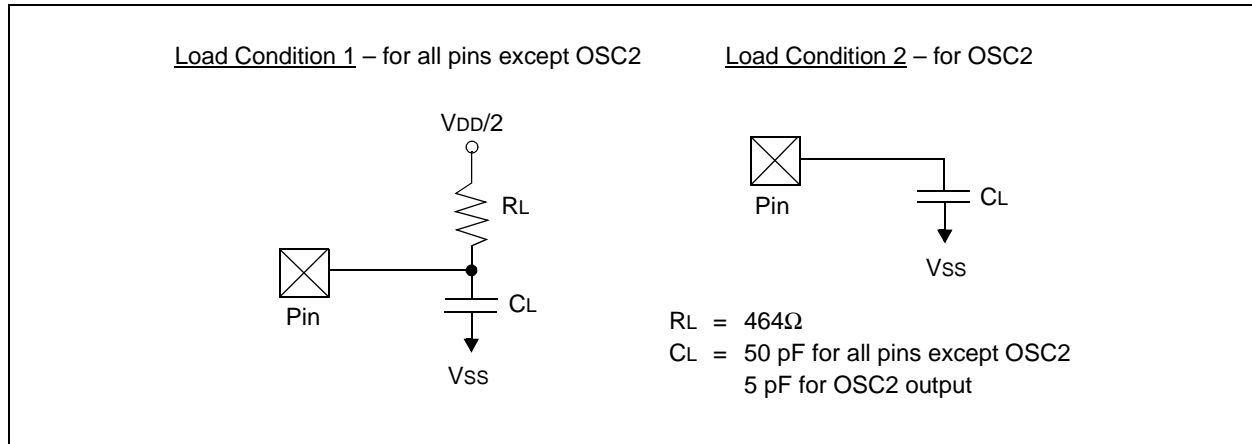 Load Condition 1 – for all pins except OSC2
VDD/2
RL
Pin
CL
VSS
Load Condition 2 – for OSC2
Pin
CL
VSS
RL = 464Ω
CL = 50 pF for all pins except OSC2
5 pF for OSC2 output